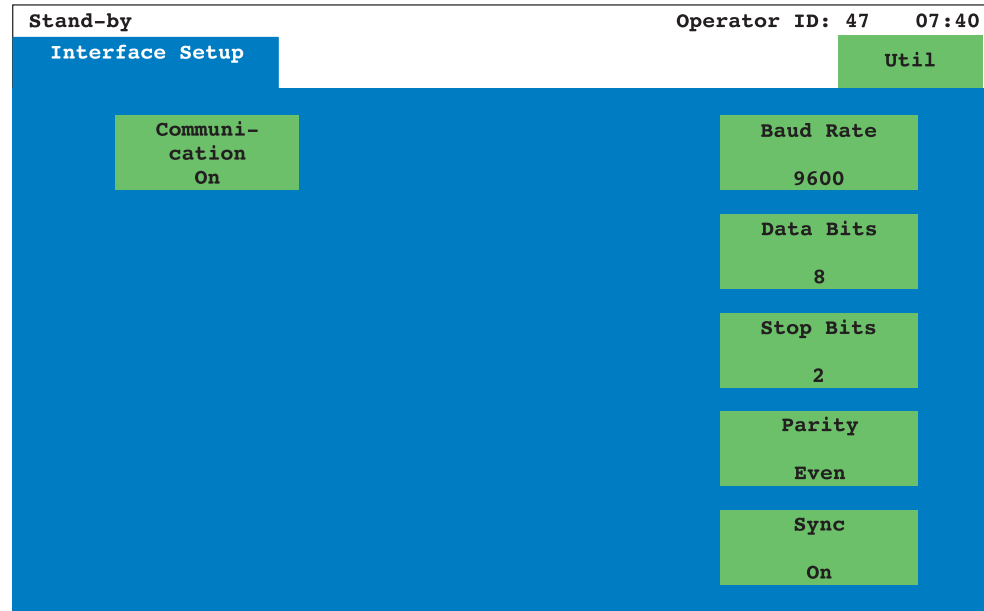 Stand-by Operator ID: 47 07:40
Interface Setup
Util
Communi-
cation
On
Baud Rate
9600
Data Bits
8
Stop Bits
2
Parity
Even
Sync
On